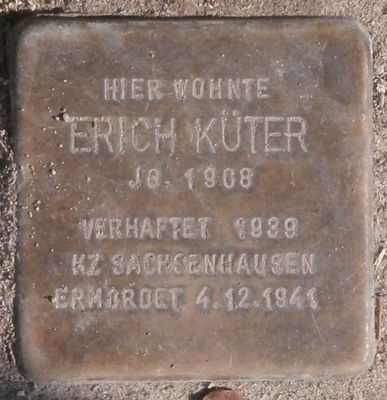 HIER WOHNTE
ERICH KÜTER
JG. 1908
VERHAFTET 1939
KZ SACHSENHAUSEN
ERMORDET 4.12.1941